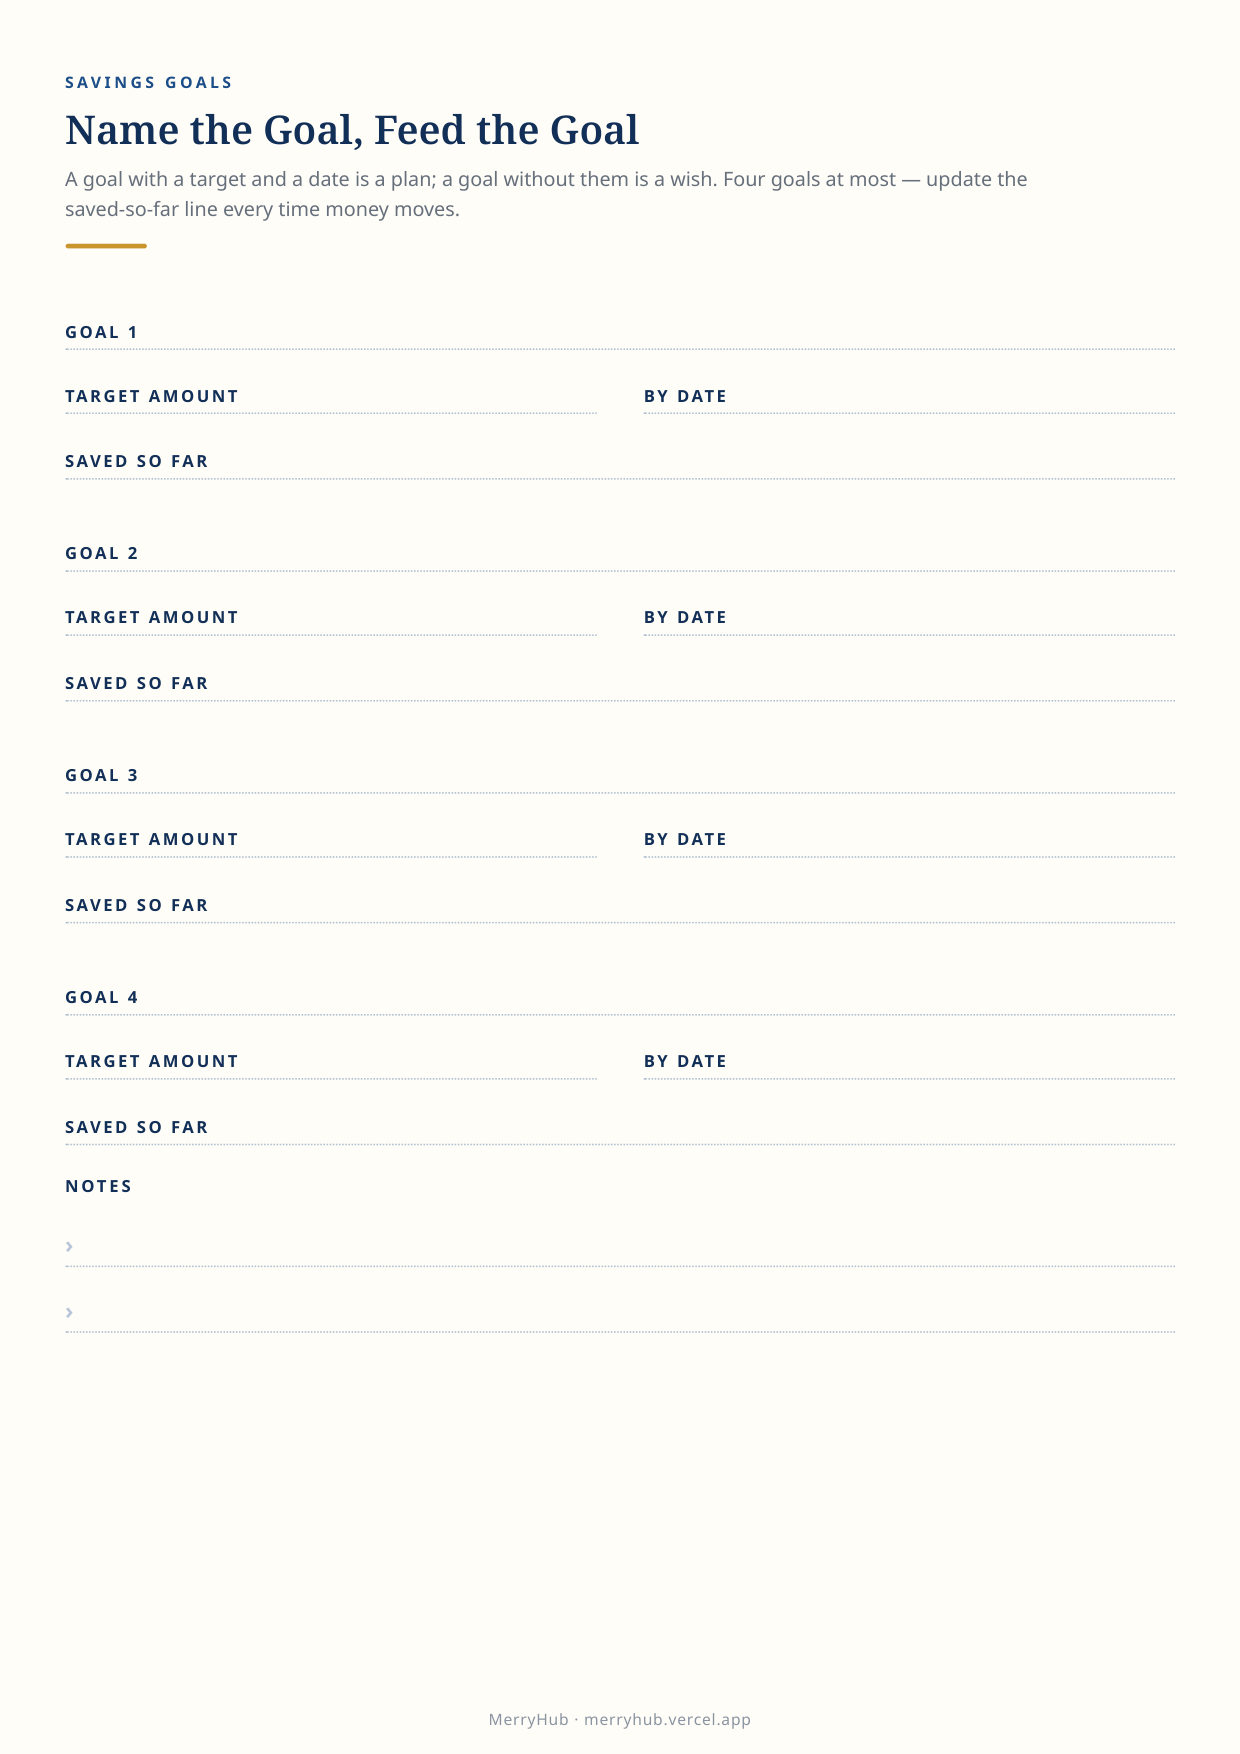 SAVINGS GOALS
Name the Goal, Feed the Goal
A goal with a target and a date is a plan; a goal without them is a wish. Four goals at most — update the
saved-so-far line every time money moves.
GOAL 1
TARGET AMOUNT BY DATE
SAVED SO FAR
GOAL 2
TARGET AMOUNT BY DATE
SAVED SO FAR
GOAL 3
TARGET AMOUNT BY DATE
SAVED SO FAR
GOAL 4
TARGET AMOUNT BY DATE
SAVED SO FAR
NOTES
›
›
MerryHub · merryhub.vercel.app